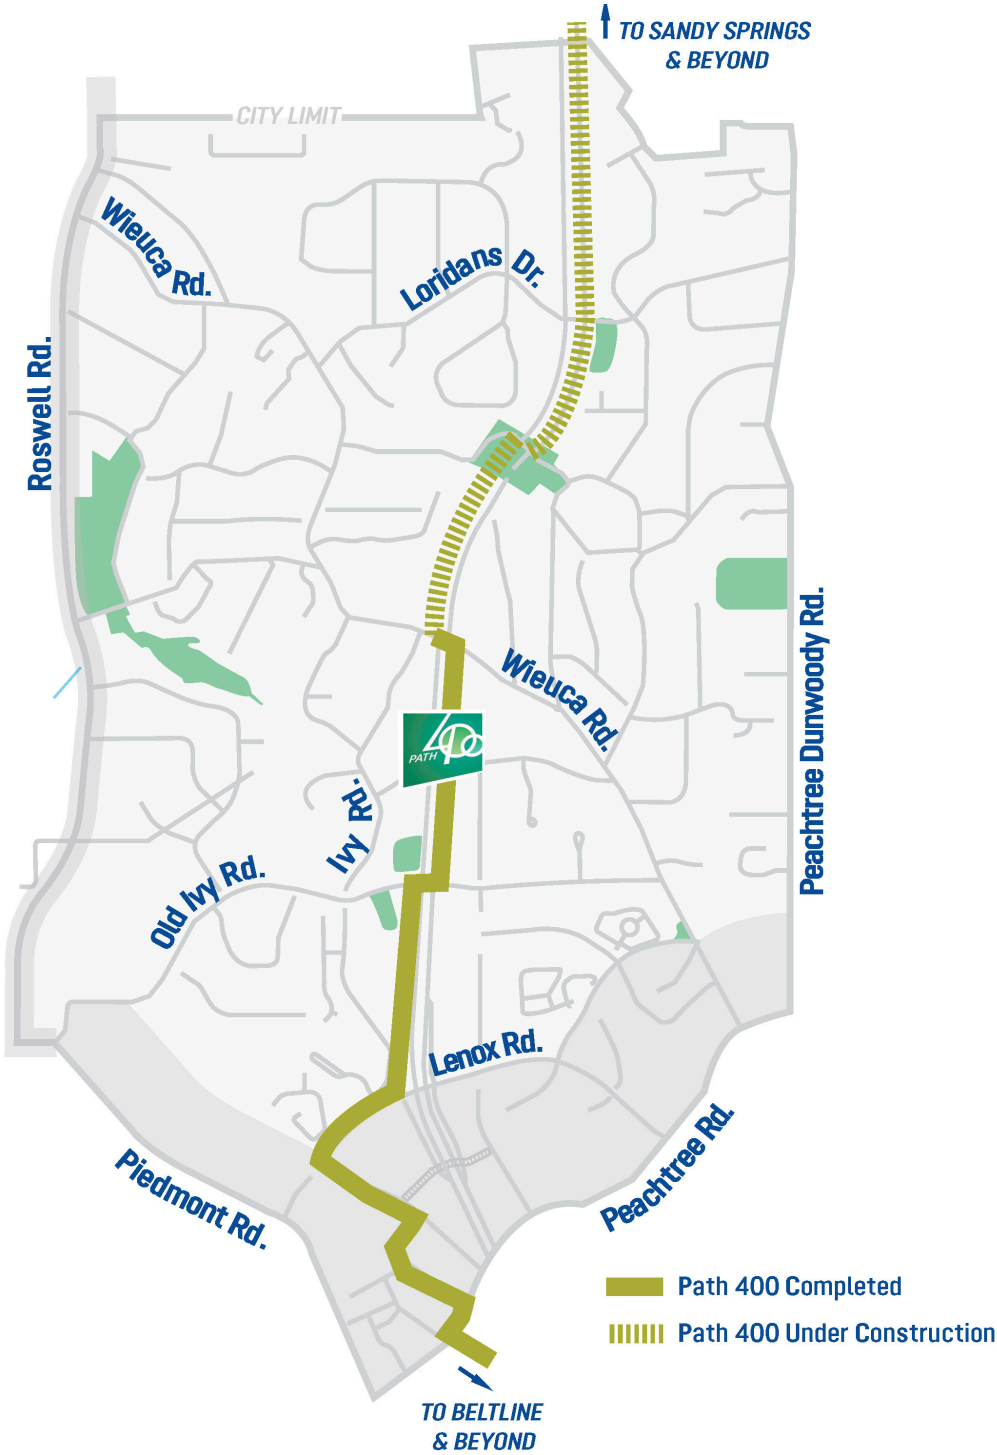 TO SANDY SPRINGS
& BEYOND
CITY LIMIT
Wieuca Rd.
Loridans Dr.
Roswell Rd.
Peachtree Dunwoody Rd.
Wieuca Rd.
PATH 400
Ivy Rd.
Old Ivy Rd.
Lenox Rd.
Piedmont Rd.
Peachtree Rd.
Path 400 Completed
Path 400 Under Construction
TO BELTLINE
& BEYOND